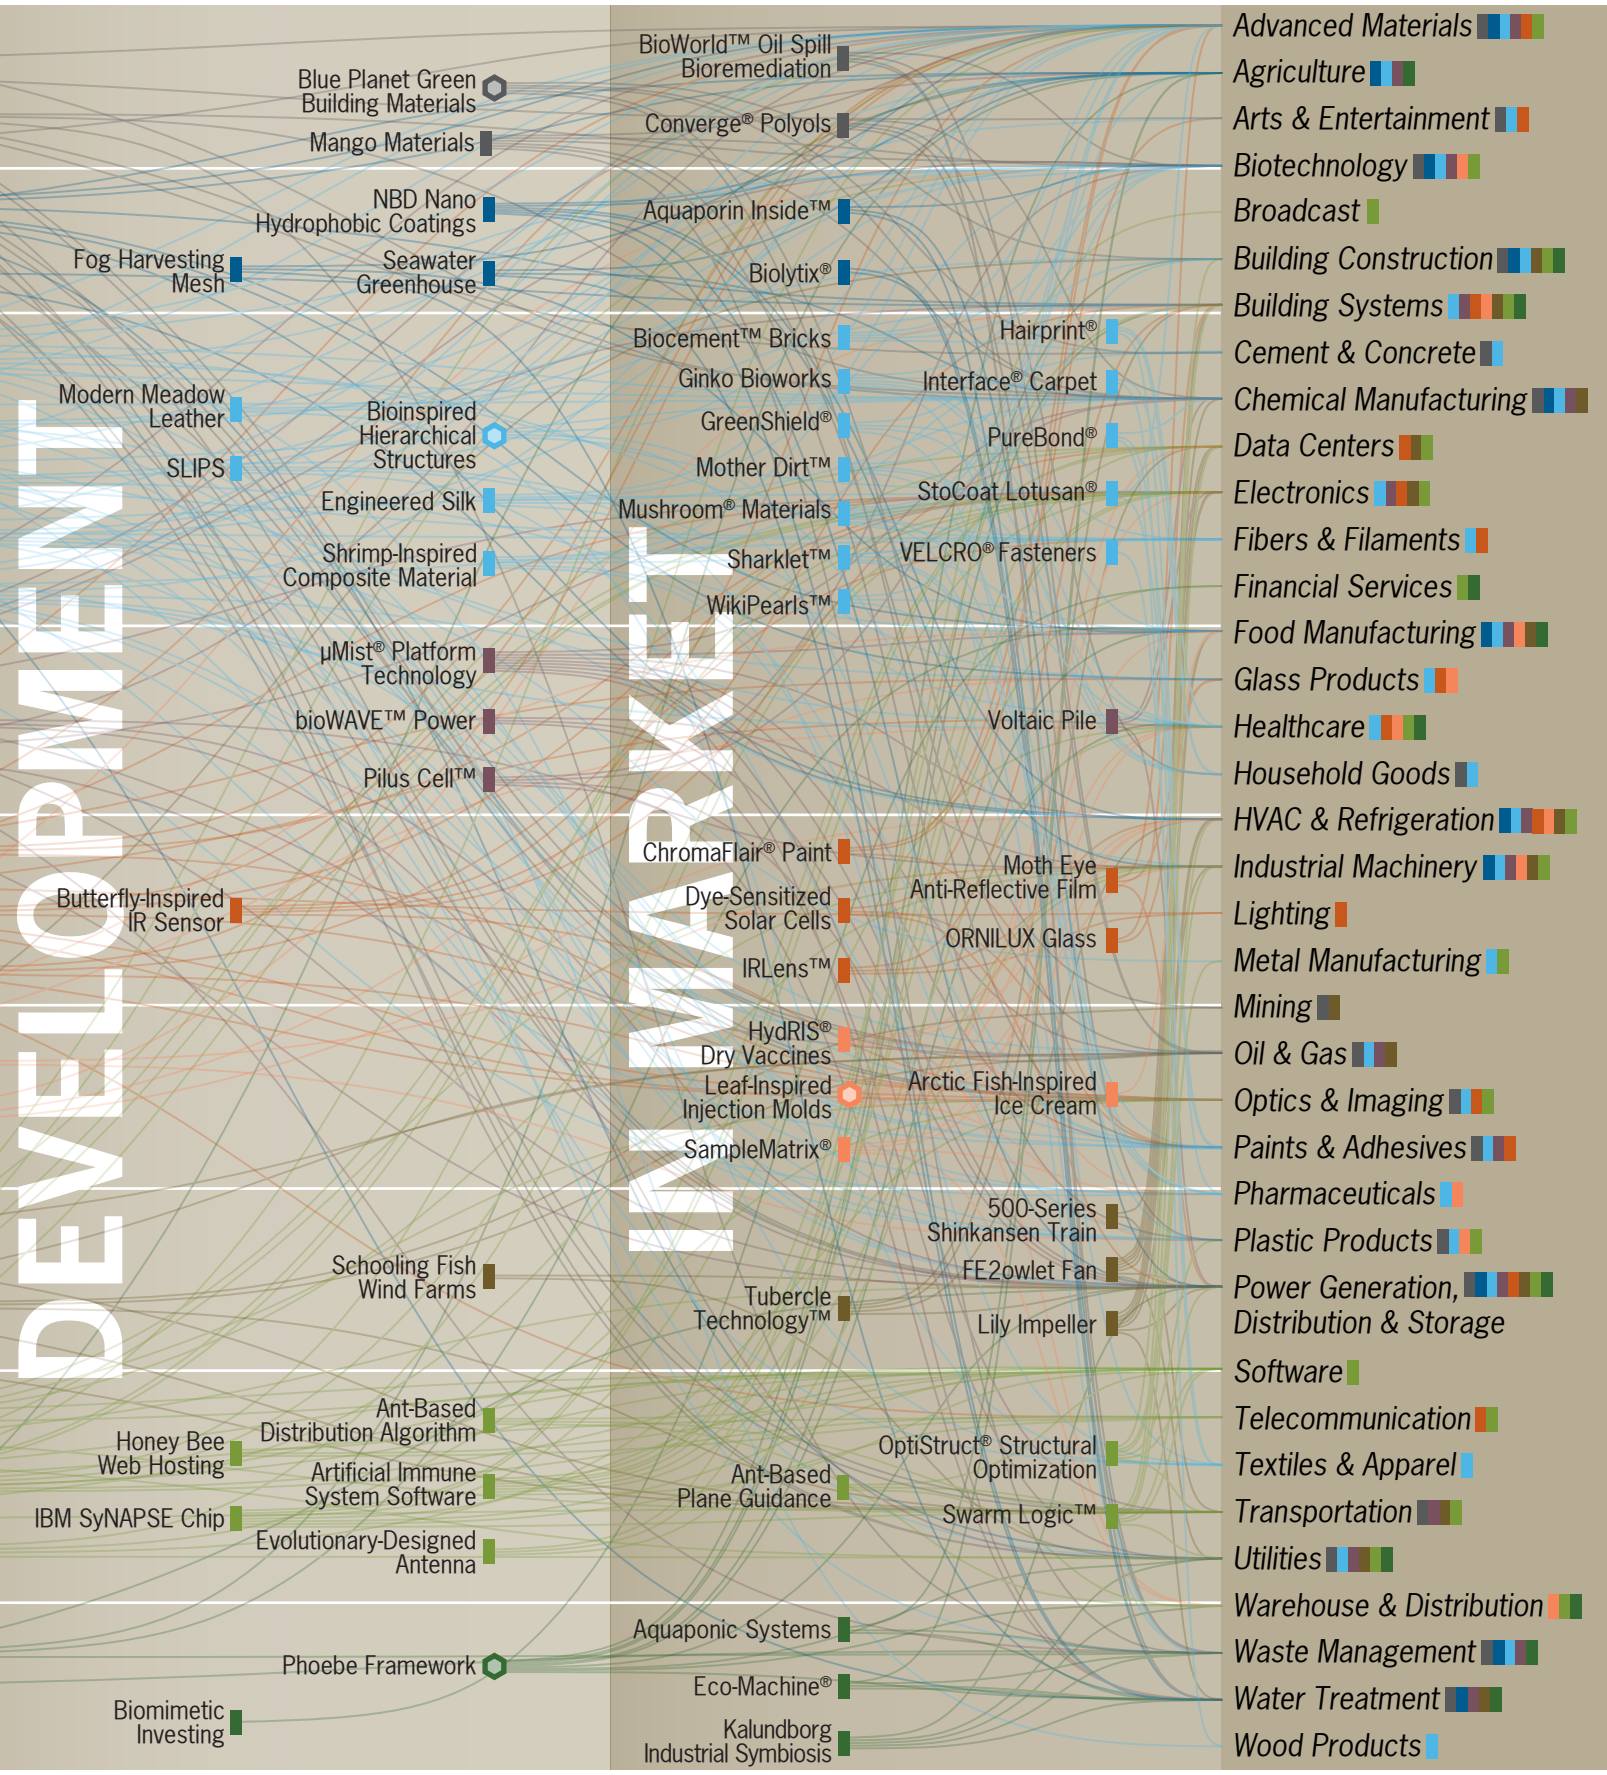 DEVELOPMENT
Blue Planet Green
Building Materials
Mango Materials
NBD Nano
Hydrophobic Coatings
Fog Harvesting
Mesh
Seawater
Greenhouse
Modern Meadow
Leather
Bioinspired
Hierarchical
Structures
SLIPS
Engineered Silk
Shrimp-Inspired
Composite Material
µMist® Platform
Technology
bioWAVE™ Power
Pilus Cell™
Butterfly-Inspired
IR Sensor
Schooling Fish
Wind Farms
Ant-Based
Distribution Algorithm
Honey Bee
Web Hosting
Artificial Immune
System Software
IBM SyNAPSE Chip
Evolutionary-Designed
Antenna
Phoebe Framework
Biomimetic
Investing
IN MARKET
BioWorld™ Oil Spill
Bioremediation
Converge® Polyols
Aquaporin Inside™
Biolytix®
Biocement™ Bricks
Hairprint®
Ginko Bioworks
Interface® Carpet
GreenShield®
PureBond®
Mother Dirt™
StoCoat Lotusan®
Mushroom® Materials
Sharklet™
VELCRO® Fasteners
WikiPearls™
Voltaic Pile
ChromaFlair® Paint
Moth Eye
Anti-Reflective Film
Dye-Sensitized
Solar Cells
ORNILUX Glass
IRLens™
HydRIS®
Dry Vaccines
Leaf-Inspired
Injection Molds
Arctic Fish-Inspired
Ice Cream
SampleMatrix®
500-Series
Shinkansen Train
FE2owlet Fan
Tubercle
Technology™
Lily Impeller
OptiStruct® Structural
Optimization
Ant-Based
Plane Guidance
Swarm Logic™
Aquaponic Systems
Eco-Machine®
Kalundborg
Industrial Symbiosis
Advanced Materials
Agriculture
Arts & Entertainment
Biotechnology
Broadcast
Building Construction
Building Systems
Cement & Concrete
Chemical Manufacturing
Data Centers
Electronics
Fibers & Filaments
Financial Services
Food Manufacturing
Glass Products
Healthcare
Household Goods
HVAC & Refrigeration
Industrial Machinery
Lighting
Metal Manufacturing
Mining
Oil & Gas
Optics & Imaging
Paints & Adhesives
Pharmaceuticals
Plastic Products
Power Generation,
Distribution & Storage
Software
Telecommunication
Textiles & Apparel
Transportation
Utilities
Warehouse & Distribution
Waste Management
Water Treatment
Wood Products